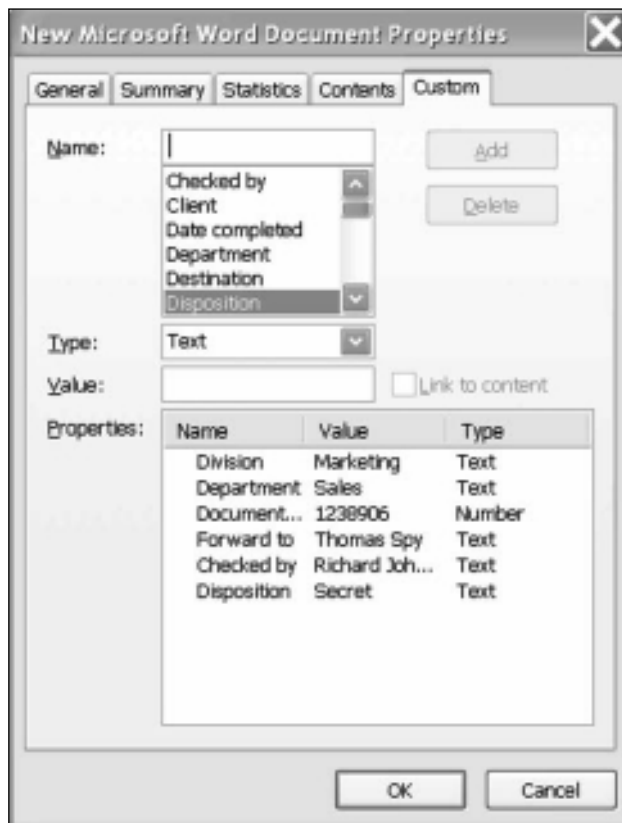 New Microsoft Word Document Properties
General Summary Statistics Contents Custom
Name: Add
Checked by
Client
Date completed
Department
Destination
Disposition
Delete
Type: Text
Value: Link to content
Properties: Name Value Type
Division Marketing Text
Department Sales Text
Document... 1238906 Number
Forward to Thomas Spy Text
Checked by Richard Joh... Text
Disposition Secret Text
OK Cancel